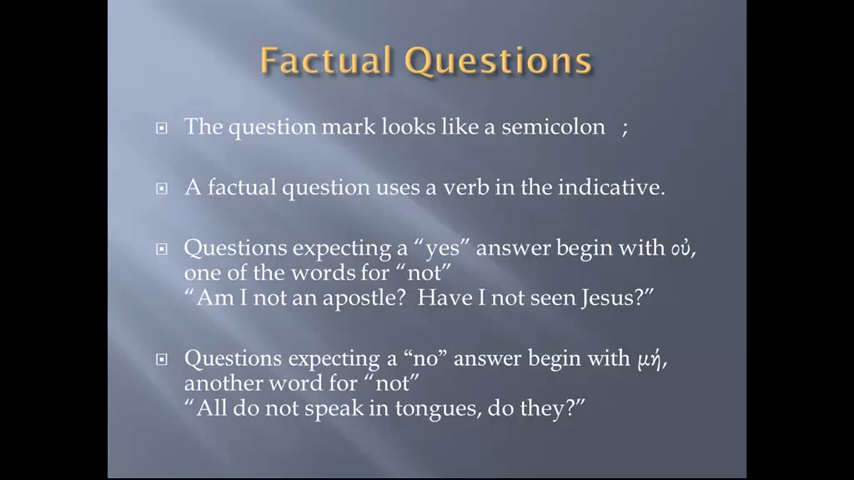 Factual Questions
The question mark looks like a semicolon ;
A factual question uses a verb in the indicative.
Questions expecting a “yes” answer begin with οὐ,
one of the words for “not”
“Am I not an apostle? Have I not seen Jesus?”
Questions expecting a “no” answer begin with μή,
another word for “not”
“All do not speak in tongues, do they?”